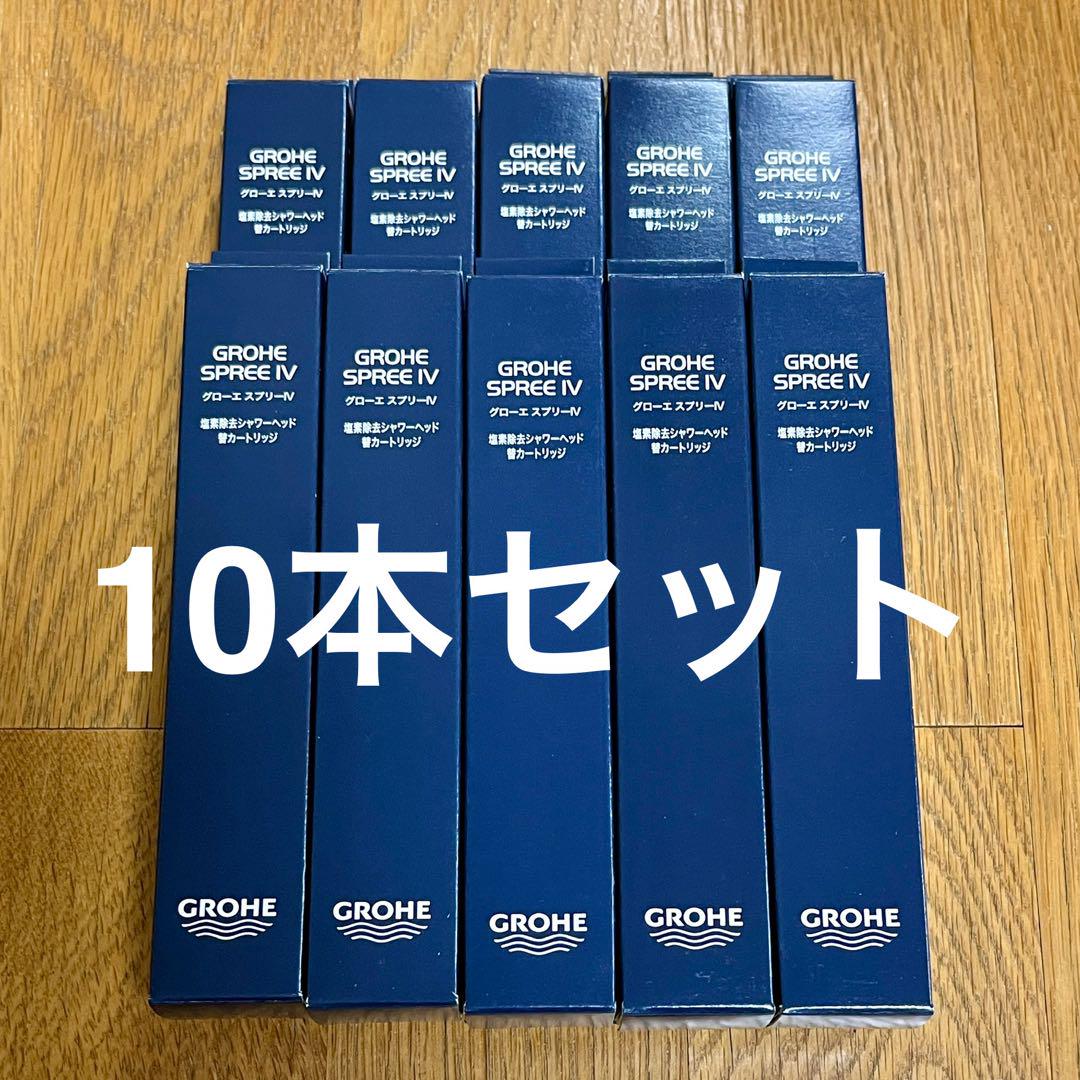 GROHE
SPREE IV
グローエ スプリーIV
塩素除去シャワーヘッド
替カートリッジ
GROHE
SPREE IV
グローエ スプリーIV
塩素除去シャワーヘッド
替カートリッジ
GROHE
SPREE IV
グローエ スプリーIV
塩素除去シャワーヘッド
替カートリッジ
GROHE
SPREE IV
グローエ スプリーIV
塩素除去シャワーヘッド
替カートリッジ
GROHE
SPREE IV
グローエ スプリーIV
塩素除去シャワーヘッド
替カートリッジ
GROHE
SPREE IV
グローエ スプリーIV
塩素除去シャワーヘッド
替カートリッジ
GROHE
SPREE IV
グローエ スプリーIV
塩素除去シャワーヘッド
替カートリッジ
GROHE
SPREE IV
グローエ スプリーIV
塩素除去シャワーヘッド
替カートリッジ
GROHE
SPREE IV
グローエ スプリーIV
塩素除去シャワーヘッド
替カートリッジ
GROHE
SPREE IV
グローエ スプリーIV
塩素除去シャワーヘッド
替カートリッジ
10本セット
GROHE
GROHE
GROHE
GROHE
GROHE